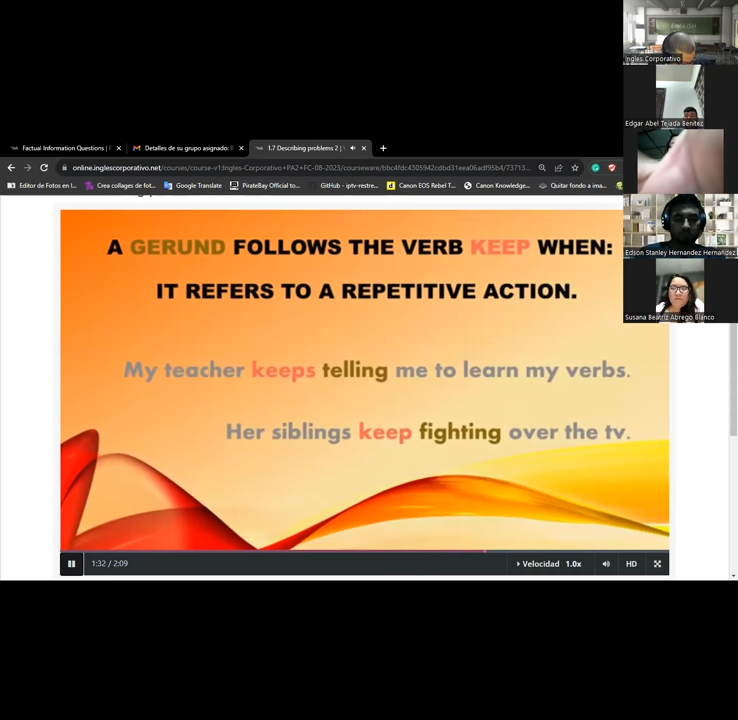 ENGLISH
Ingles Corporativo
Edgar Abel Tejada Benitez
Edson Stanley Hernandez Hernandez
Susana Beatriz Abrego Blanco
Factual Information Questions |
Detalles de su grupo asignado:
1.7 Describing problems 2 |
online.inglescorporativo.net/courses/course-v1:Ingles-Corporativo+PA2+FC-08-2023/courseware/bbc4fdc4305942cdbd31eea06adf95b4/73713...
Editor de Fotos en l...
Crea collages de fot...
Google Translate
PirateBay Official to...
GitHub - iptv-restre...
Canon EOS Rebel T...
Canon Knowledge...
Quitar fondo a ima...
A GERUND FOLLOWS THE VERB KEEP WHEN:
IT REFERS TO A REPETITIVE ACTION.
My teacher keeps telling me to learn my verbs.
Her siblings keep fighting over the tv.
1:32 / 2:09
Velocidad 1.0x
HD